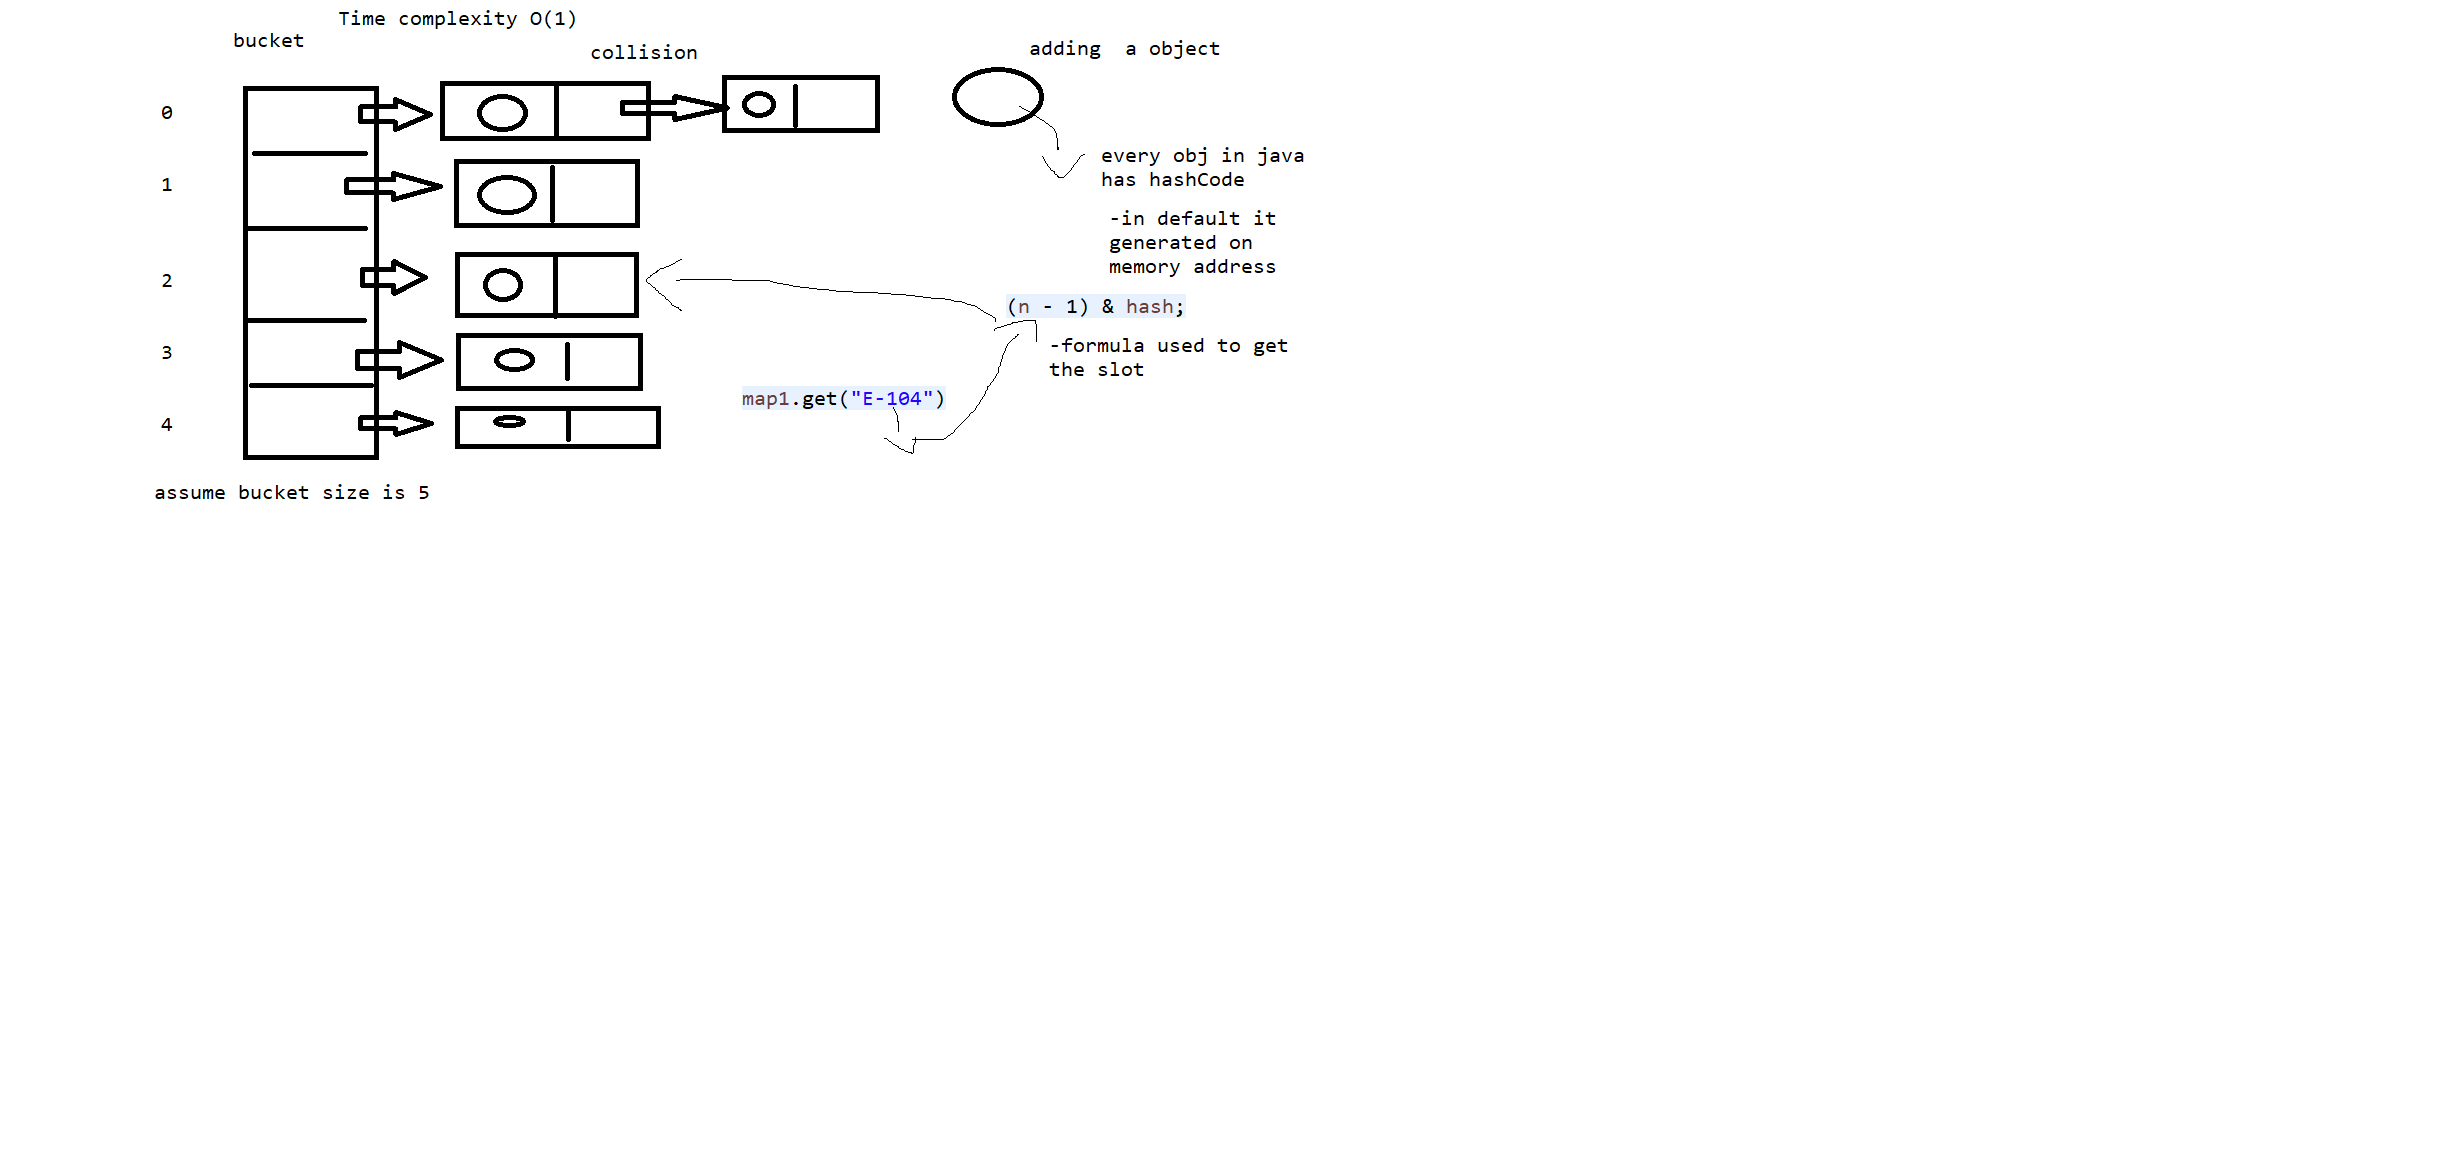 Time complexity O(1)
bucket
collision
adding  a object
0
every obj in java
has hashCode
1
-in default it
generated on
memory address
2
(n - 1) & hash;
-formula used to get
the slot
3
map1.get("E-104")
4
assume bucket size is 5